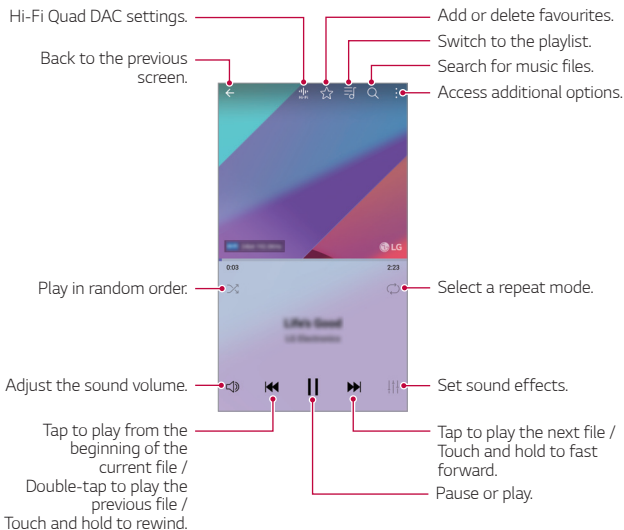 Hi-Fi Quad DAC settings.
Back to the previous
screen.
Add or delete favourites.
Switch to the playlist.
Search for music files.
Access additional options.
LG
0:03
2:23
Play in random order.
Select a repeat mode.
Life's Good
LG Electronics
Adjust the sound volume.
Set sound effects.
Tap to play from the
beginning of the
current file /
Double-tap to play the
previous file /
Touch and hold to rewind.
Tap to play the next file /
Touch and hold to fast
forward.
Pause or play.